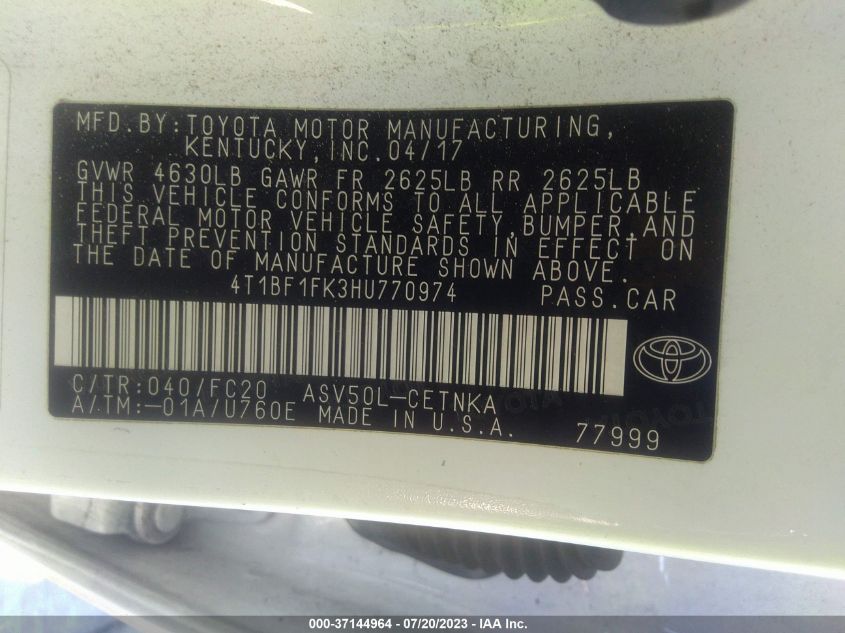 MFD.BY:TOYOTA MOTOR MANUFACTURING,
KENTUCKY,INC.04/17
GVWR 4630LB GAWR FR 2625LB RR 2625LB
THIS VEHICLE CONFORMS TO ALL APPLICABLE
FEDERAL MOTOR VEHICLE SAFETY,BUMPER,AND
THEFT PREVENTION STANDARDS IN EFFECT ON
THE DATE OF MANUFACTURE SHOWN ABOVE.
4T1BF1FK3HU770974 PASS.CAR
C/TR:040/FC20 ASV50L-CETNKA
A/TM:-01A/U760E MADE IN U.S.A. 77999
000-37144964 / 07/20/2023 - IAA Inc.